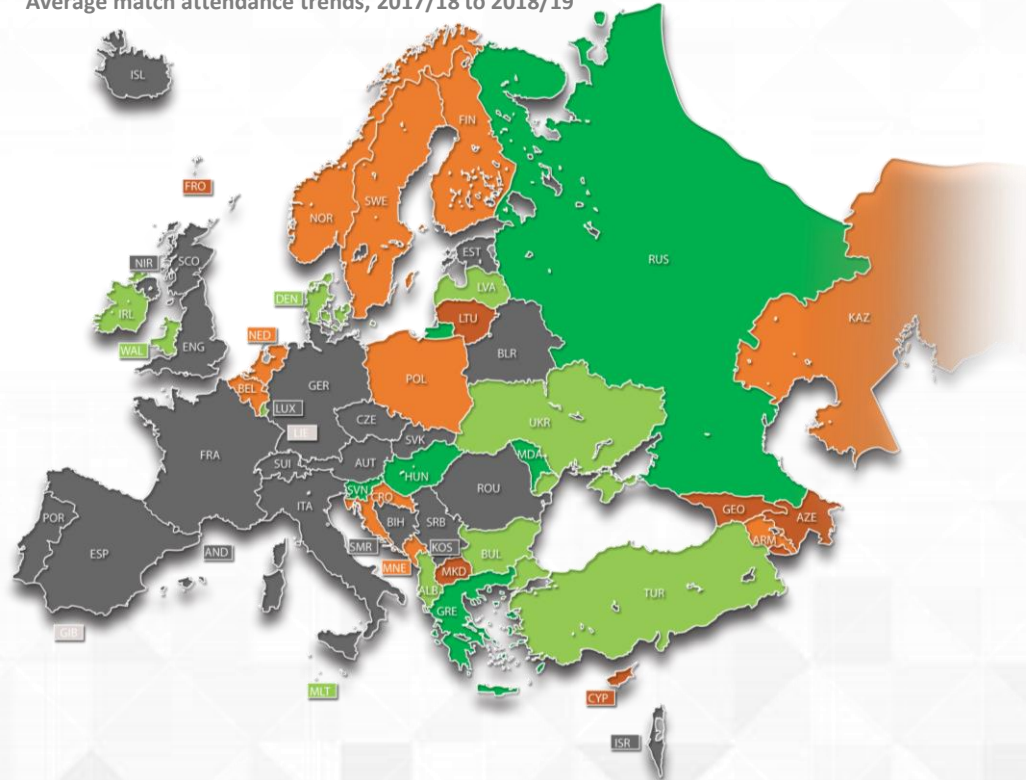 Average match attendance trends, 2017/18 to 2018/19
ISL
FIN
FRO
SWE
NOR
RUS
SCO
NIR
EST
LVA
DEN
IRL
LTU
KAZ
NED
WAL
ENG
BLR
POL
GER
BEL
LUX
CZE
UKR
LIE
SVK
FRA
MDA
AUT
SUI
HUN
ROU
SVN
CRO
ITA
GEO
POR
BIH
SRB
AZE
ARM
SMR
KOS
AND
ESP
BUL
MNE
MKD
ALB
TUR
GRE
GIB
MLT
CYP
ISR